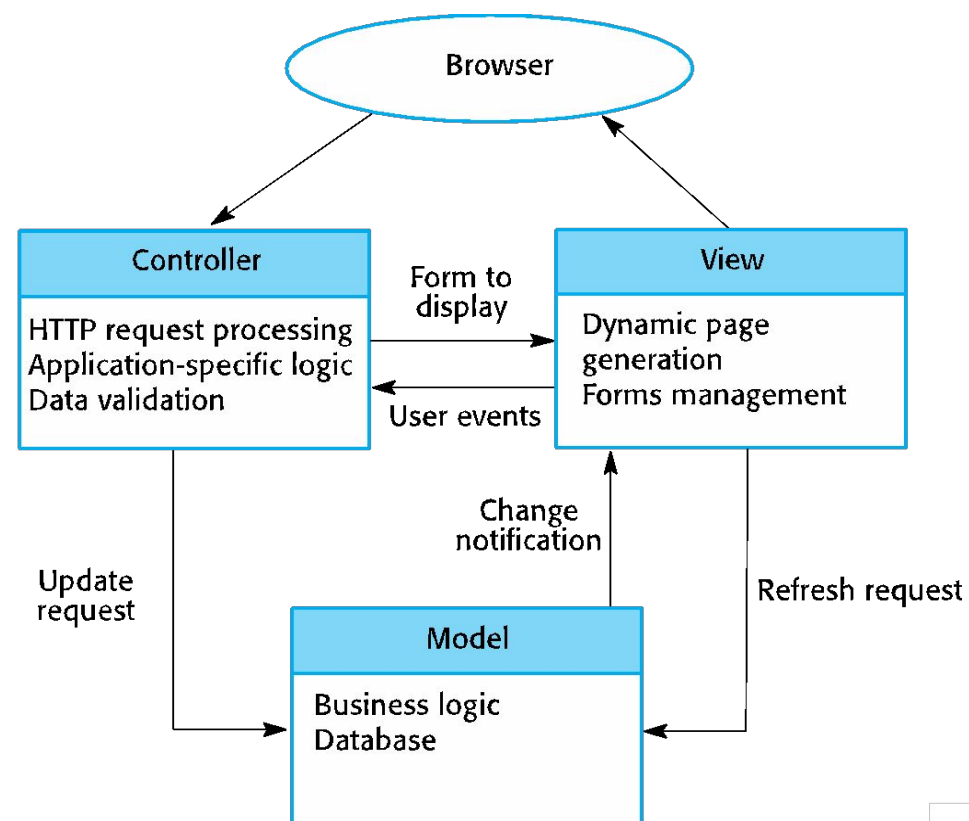 Browser
Controller
HTTP request processing
Application-specific logic
Data validation
Form to
display
User events
View
Dynamic page
generation
Forms management
Update
request
Change
notification
Refresh request
Model
Business logic
Database